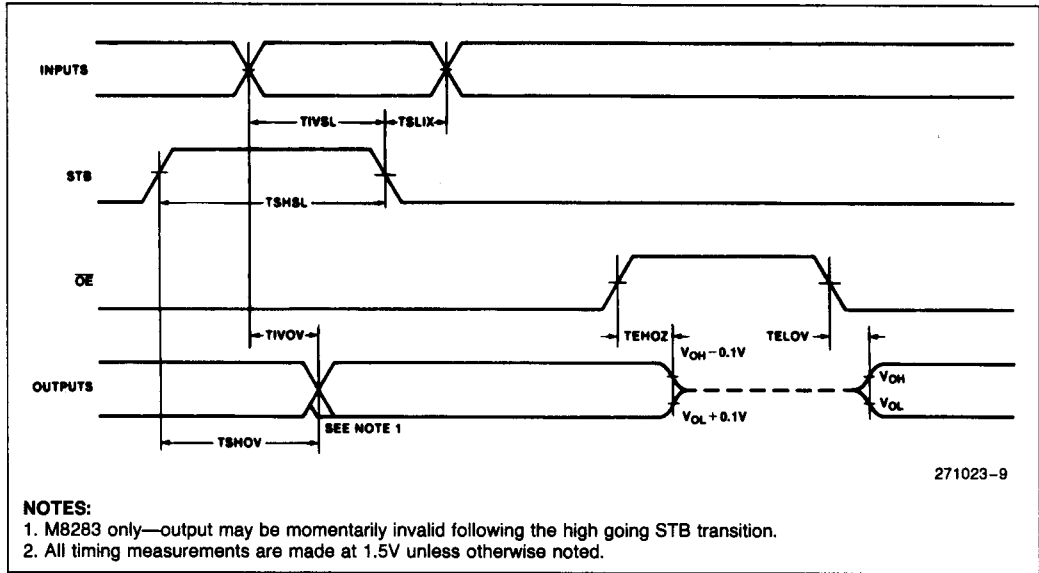 INPUTS
TIVSL
TSLIX
STB
TSHSL
OE
TIVOV
TEHOZ
TELOV
VOH−0.1V
VOH
OUTPUTS
VOL+0.1V
VOL
SEE NOTE 1
TSHOV
271023–9
NOTES:
1. M8283 only—output may be momentarily invalid following the high going STB transition.
2. All timing measurements are made at 1.5V unless otherwise noted.